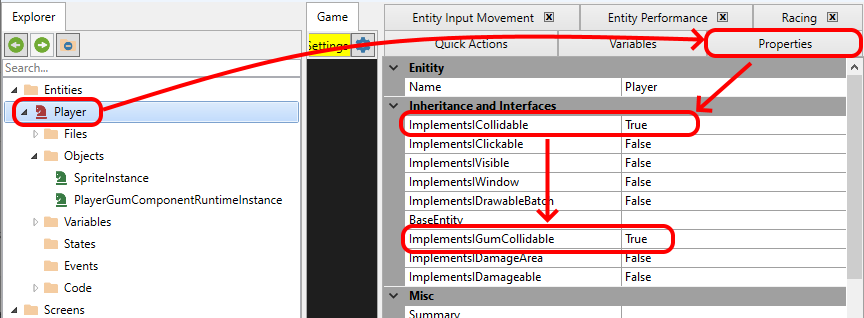 Explorer
Search...
Entities
Player
Files
Objects
SpriteInstance
PlayerGumComponentRuntimeInstance
Variables
States
Events
Code
Screens
Game
Settings
Entity Input Movement
Entity Performance
Racing
Quick Actions
Variables
Properties
Entity
Name Player
Inheritance and Interfaces
ImplementsICollidable True
ImplementsIClickable False
ImplementsIVisible False
ImplementsIWindow False
ImplementsIDrawableBatch False
BaseEntity
ImplementsIGumCollidable True
ImplementsIDamageArea False
ImplementsIDamageable False
Misc
Summary